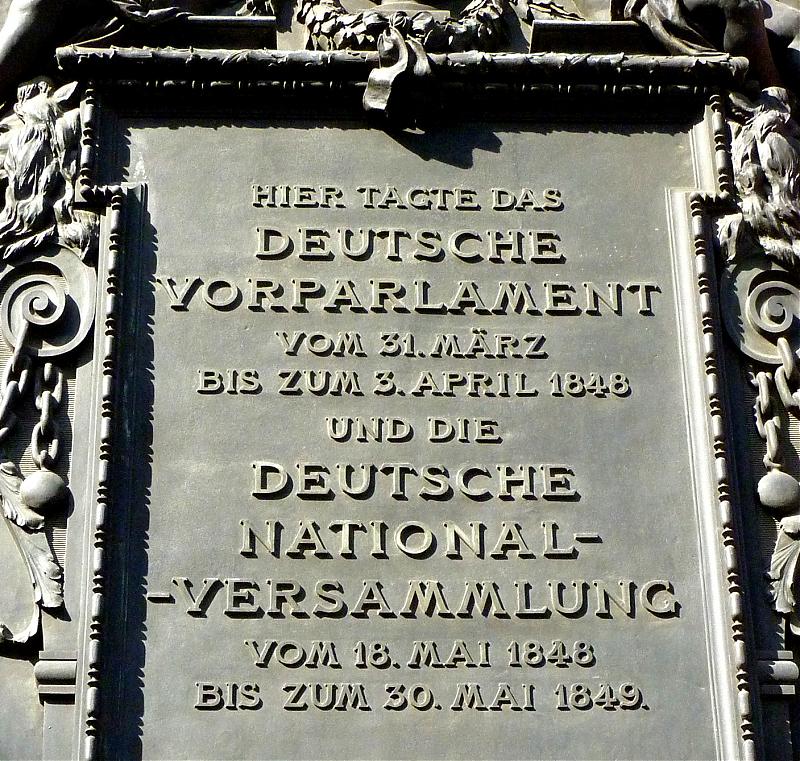 HIER TAGTE DAS
DEUTSCHE
VORPARLAMENT
VOM 31. MÄRZ
BIS ZUM 3. APRIL 1848
UND DIE
DEUTSCHE
NATIONAL-
-VERSAMMLUNG
VOM 18. MAI 1848
BIS ZUM 30. MAI 1849.